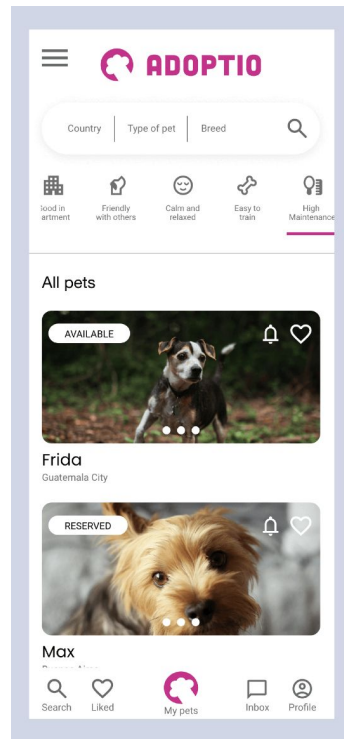 ADOPTIO
Country Type of pet Breed
artment
Friendly
with others
Calm and
relaxed
Easy to
train
High
Maintenance
All pets
AVAILABLE
Frida
Guatemala City
RESERVED
Max
Search Liked My pets Inbox Profile